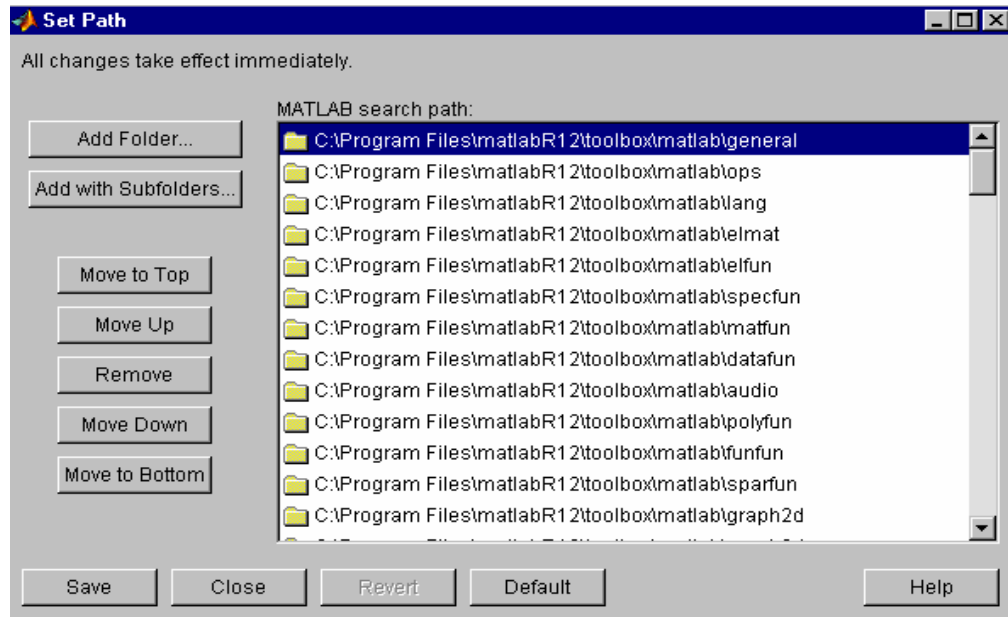 Set Path
All changes take effect immediately.
MATLAB search path:
Add Folder...
Add with Subfolders...
Move to Top
Move Up
Remove
Move Down
Move to Bottom
C:\Program Files\matlabR12\toolbox\matlab\general
C:\Program Files\matlabR12\toolbox\matlab\ops
C:\Program Files\matlabR12\toolbox\matlab\lang
C:\Program Files\matlabR12\toolbox\matlab\elmat
C:\Program Files\matlabR12\toolbox\matlab\elfun
C:\Program Files\matlabR12\toolbox\matlab\specfun
C:\Program Files\matlabR12\toolbox\matlab\matfun
C:\Program Files\matlabR12\toolbox\matlab\datafun
C:\Program Files\matlabR12\toolbox\matlab\audio
C:\Program Files\matlabR12\toolbox\matlab\polyfun
C:\Program Files\matlabR12\toolbox\matlab\funfun
C:\Program Files\matlabR12\toolbox\matlab\sparfun
C:\Program Files\matlabR12\toolbox\matlab\graph2d
Save
Close
Revert
Default
Help